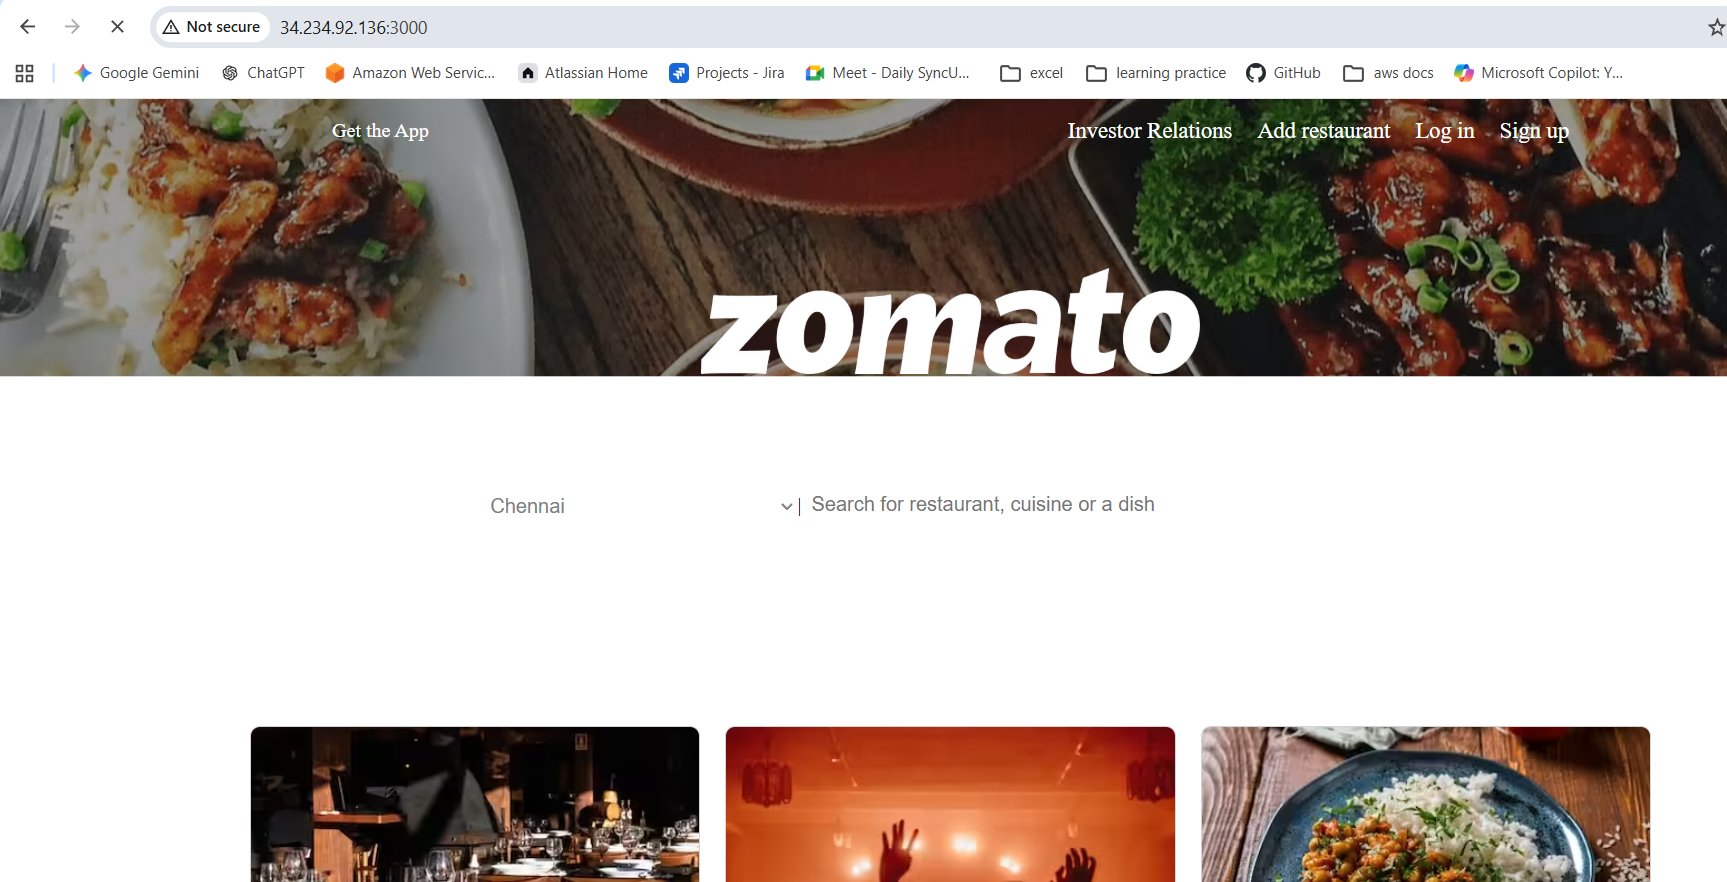 Not secure 34.234.92.136:3000
Google Gemini ChatGPT Amazon Web Servic... Atlassian Home Projects - Jira Meet - Daily SyncU... excel learning practice GitHub aws docs Microsoft Copilot: Y...
Get the App Investor Relations Add restaurant Log in Sign up
zomato
Chennai Search for restaurant, cuisine or a dish